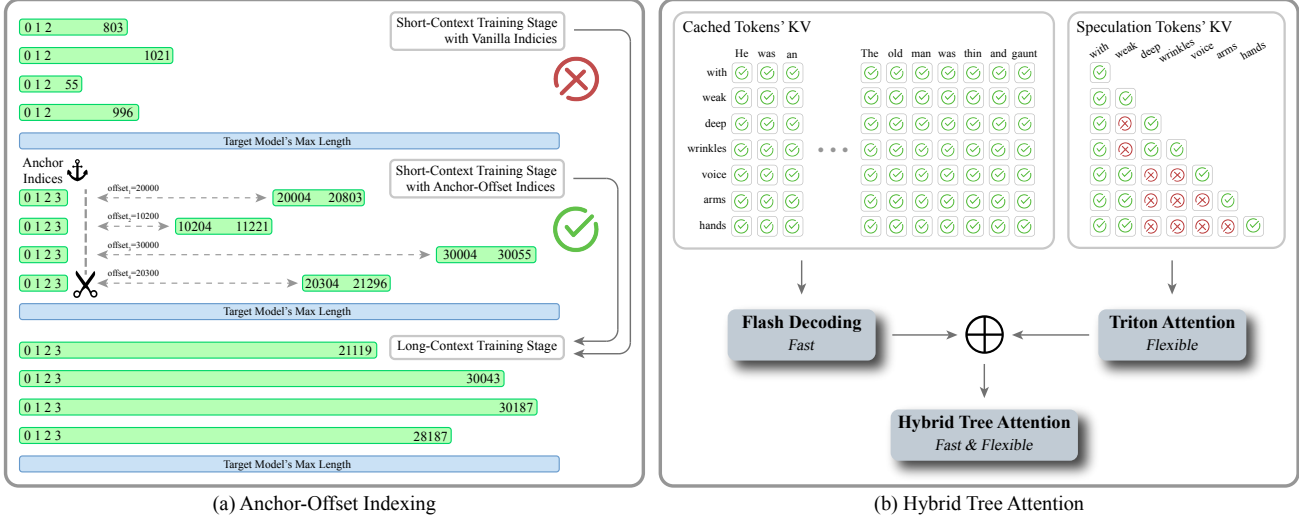 0 1 2 803
0 1 2 1021
0 1 2 55
0 1 2 996
Short-Context Training Stage
with Vanilla Indicies
Target Model's Max Length
Anchor
Indices
Short-Context Training Stage
with Anchor-Offset Indices
0 1 2 3 offset₁=20000 20004 20803
0 1 2 3 offset₂=10200 10204 11221
0 1 2 3 offset₃=30000 30004 30055
0 1 2 3 offset₄=20300 20304 21296
Target Model's Max Length
Long-Context Training Stage
0 1 2 3 21119
0 1 2 3 30043
0 1 2 3 30187
0 1 2 3 28187
Target Model's Max Length
(a) Anchor-Offset Indexing
Cached Tokens' KV
He was an The old man was thin and gaunt
with
weak
deep
wrinkles
voice
arms
hands
Speculation Tokens' KV
with weak deep wrinkles voice arms hands
Flash Decoding
Fast
Triton Attention
Flexible
Hybrid Tree Attention
Fast & Flexible
(b) Hybrid Tree Attention